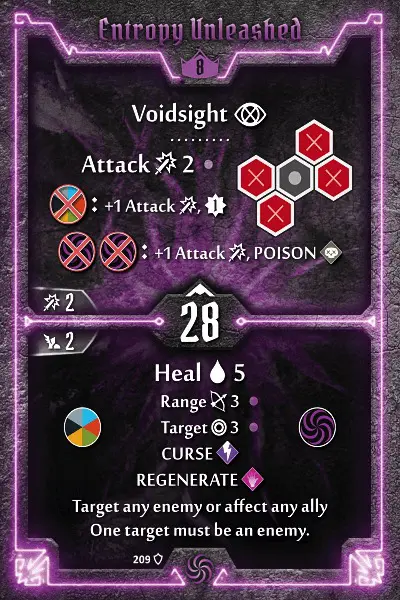 Entropy Unleashed
8
Voidsight
Attack 2
: +1 Attack, 1
: +1 Attack, POISON
2
28
2
Heal 5
Range 3
Target 3
CURSE
REGENERATE
Target any enemy or affect any ally
One target must be an enemy.
209